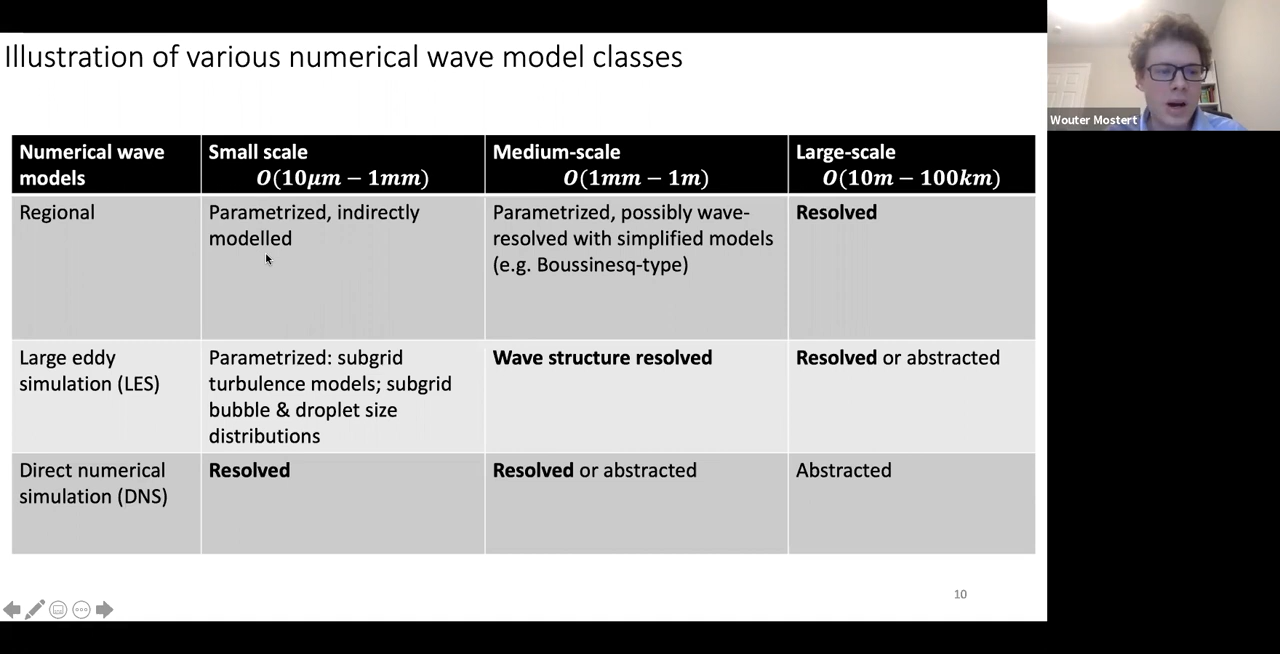 Illustration of various numerical wave model classes
Wouter Mostert
Numerical wave
models
Small scale
O(10μm − 1mm)
Medium-scale
O(1mm − 1m)
Large-scale
O(10m − 100km)
Regional
Parametrized, indirectly
modelled
Parametrized, possibly wave-
resolved with simplified models
(e.g. Boussinesq-type)
Resolved
Large eddy
simulation (LES)
Parametrized: subgrid
turbulence models; subgrid
bubble & droplet size
distributions
Wave structure resolved
Resolved or abstracted
Direct numerical
simulation (DNS)
Resolved
Resolved or abstracted
Abstracted
10